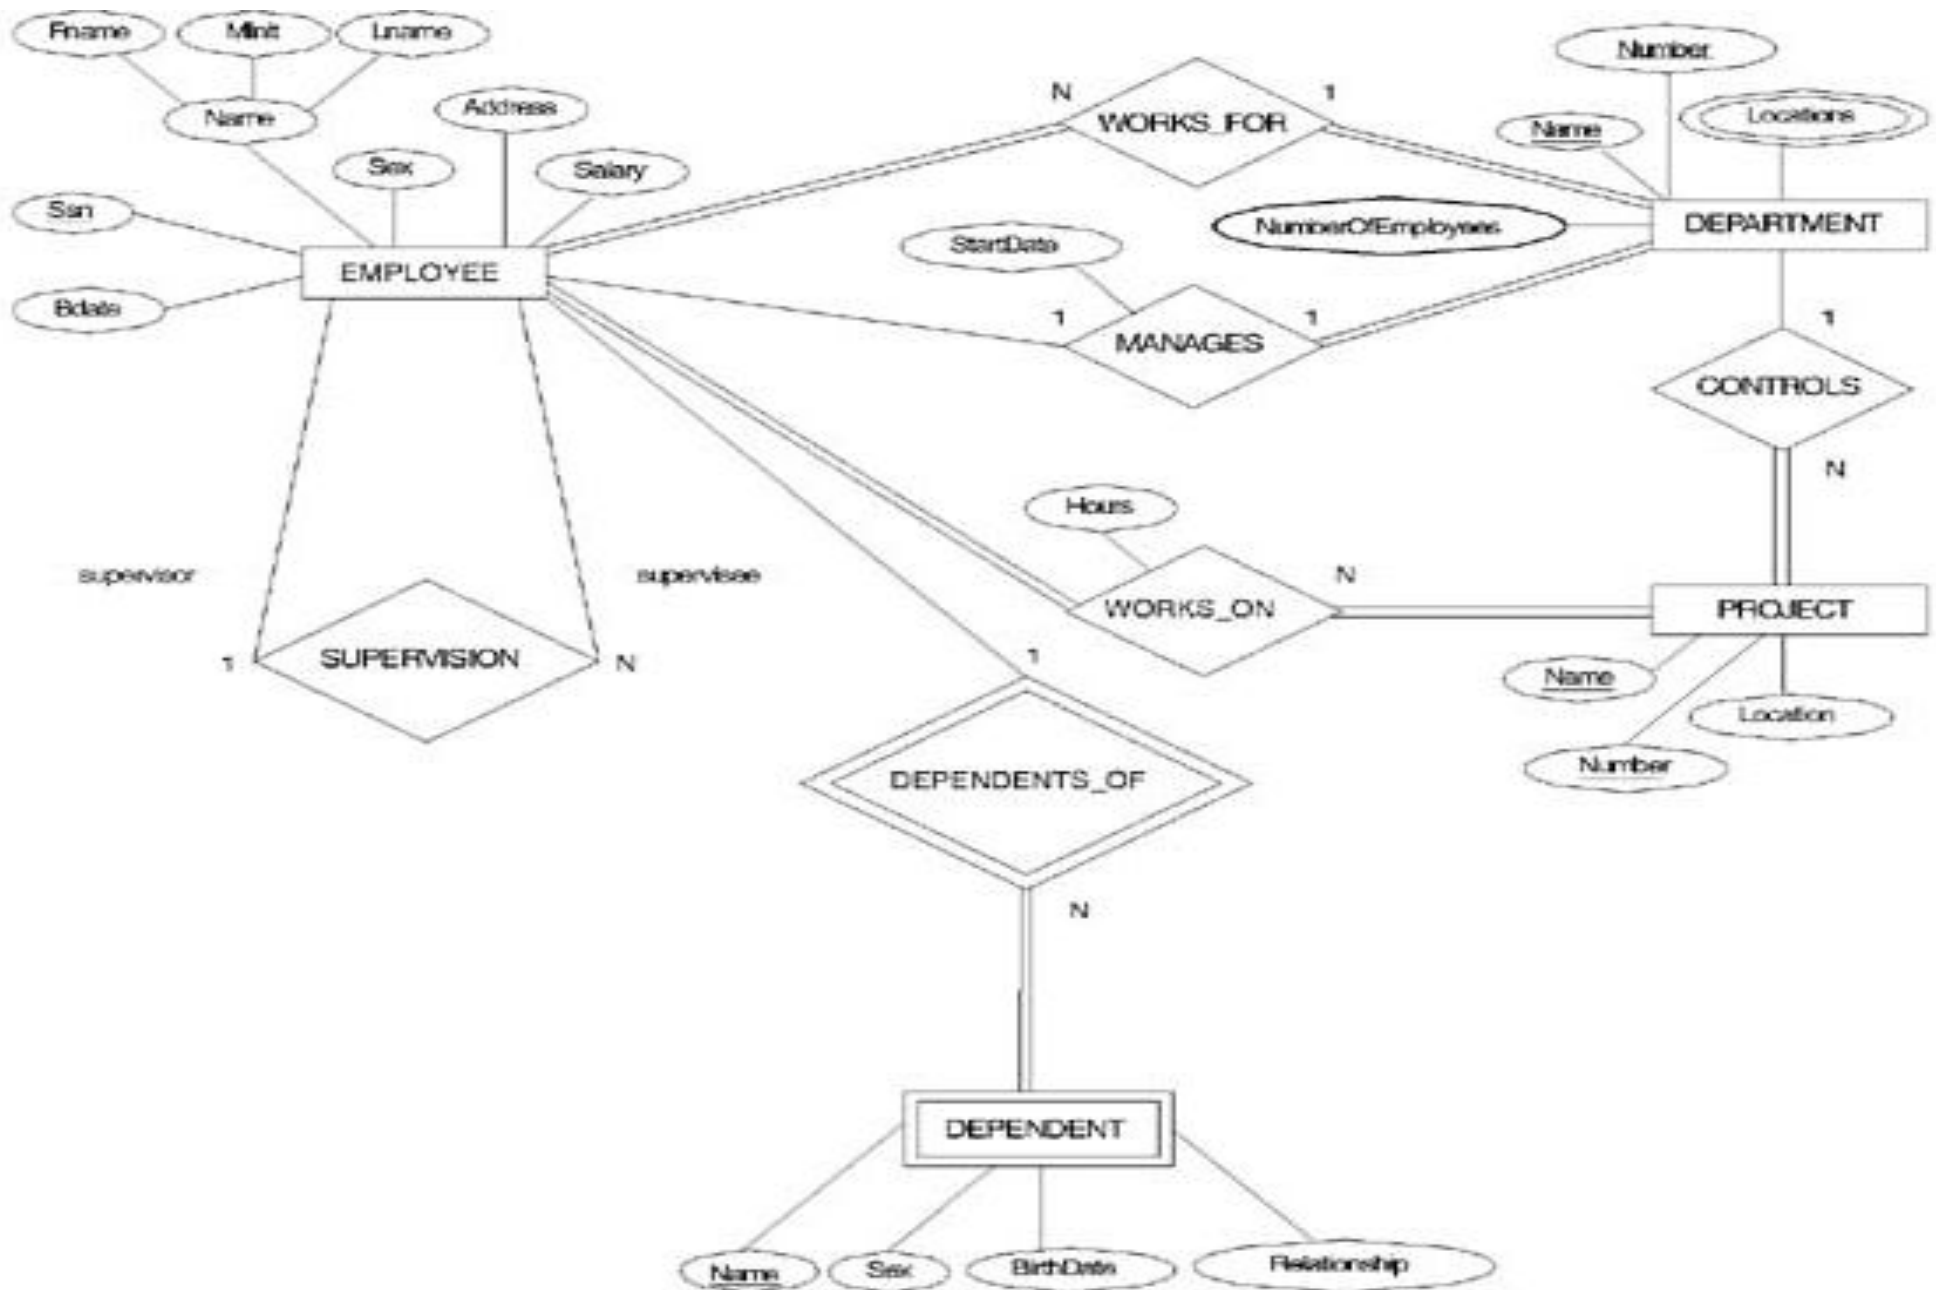 Fname
Minit
Lname
Number
Name
Address
N
1
WORKS_FOR
Name
Locations
Sex
Salary
Ssn
NumberOfEmployees
DEPARTMENT
StartDate
EMPLOYEE
Bdate
1
1
MANAGES
1
CONTROLS
N
Hours
supervisor
supervisee
N
WORKS_ON
PROJECT
1
SUPERVISION
N
1
Name
Location
Number
DEPENDENTS_OF
N
DEPENDENT
Name
Sex
BirthDate
Relationship